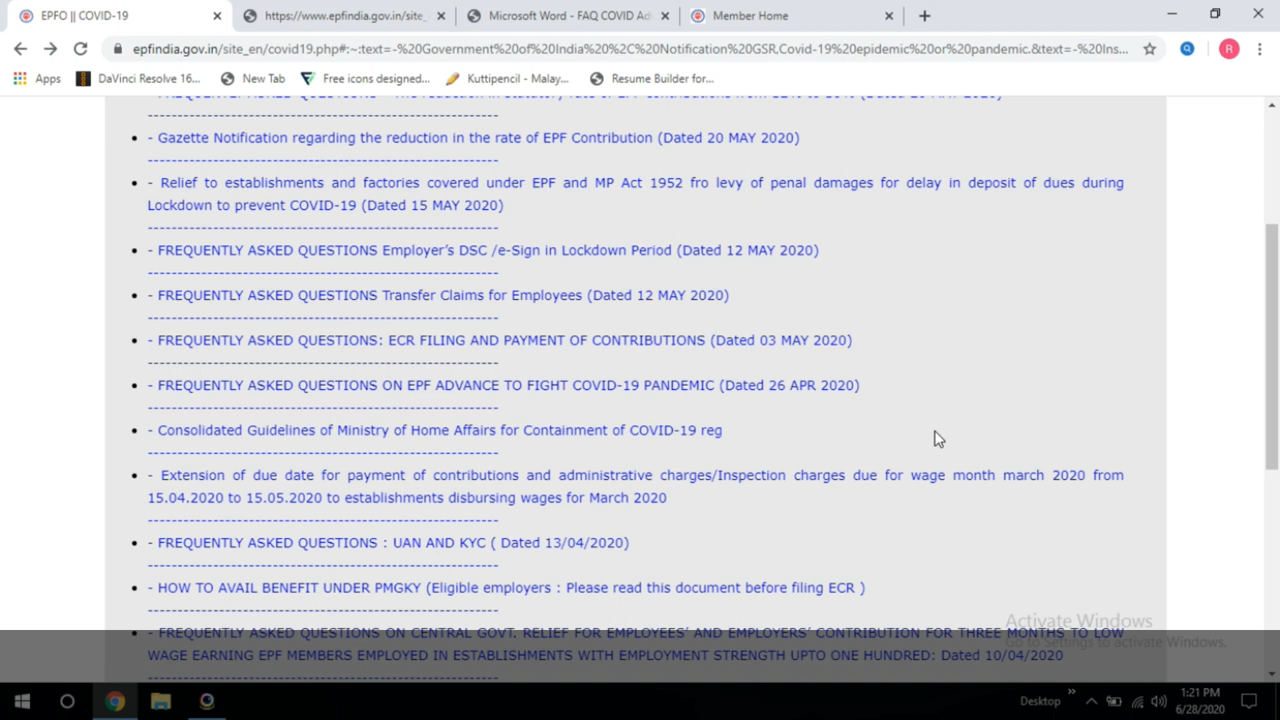 EPFO || COVID-19
https://www.epfindia.gov.in/site_
Microsoft Word - FAQ COVID Ad
Member Home
epfindia.gov.in/site_en/covid19.php#:~:text=-%20Government%20of%20India%20%2C%20Notification%20GSR,Covid-19%20epidemic%20or%20pandemic.&text=-%20Ins...
R
Apps
DaVinci Resolve 16...
New Tab
Free icons designed...
Kuttipencil - Malay...
Resume Builder for...
--------------------------------------------------------
- Gazette Notification regarding the reduction in the rate of EPF Contribution (Dated 20 MAY 2020)
--------------------------------------------------------
- Relief to establishments and factories covered under EPF and MP Act 1952 fro levy of penal damages for delay in deposit of dues during
Lockdown to prevent COVID-19 (Dated 15 MAY 2020)
--------------------------------------------------------
- FREQUENTLY ASKED QUESTIONS Employer's DSC /e-Sign in Lockdown Period (Dated 12 MAY 2020)
--------------------------------------------------------
- FREQUENTLY ASKED QUESTIONS Transfer Claims for Employees (Dated 12 MAY 2020)
--------------------------------------------------------
- FREQUENTLY ASKED QUESTIONS: ECR FILING AND PAYMENT OF CONTRIBUTIONS (Dated 03 MAY 2020)
--------------------------------------------------------
- FREQUENTLY ASKED QUESTIONS ON EPF ADVANCE TO FIGHT COVID-19 PANDEMIC (Dated 26 APR 2020)
--------------------------------------------------------
- Consolidated Guidelines of Ministry of Home Affairs for Containment of COVID-19 reg
--------------------------------------------------------
- Extension of due date for payment of contributions and administrative charges/Inspection charges due for wage month march 2020 from
15.04.2020 to 15.05.2020 to establishments disbursing wages for March 2020
--------------------------------------------------------
- FREQUENTLY ASKED QUESTIONS : UAN AND KYC ( Dated 13/04/2020)
--------------------------------------------------------
- HOW TO AVAIL BENEFIT UNDER PMGKY (Eligible employers : Please read this document before filing ECR )
--------------------------------------------------------
- FREQUENTLY ASKED QUESTIONS ON CENTRAL GOVT. RELIEF FOR EMPLOYEES' AND EMPLOYERS' CONTRIBUTION FOR THREE MONTHS TO LOW
WAGE EARNING EPF MEMBERS EMPLOYED IN ESTABLISHMENTS WITH EMPLOYMENT STRENGTH UPTO ONE HUNDRED: Dated 10/04/2020
--------------------------------------------------------
Activate Windows
Go to Settings to activate Windows.
Desktop
1:21 PM
6/28/2020